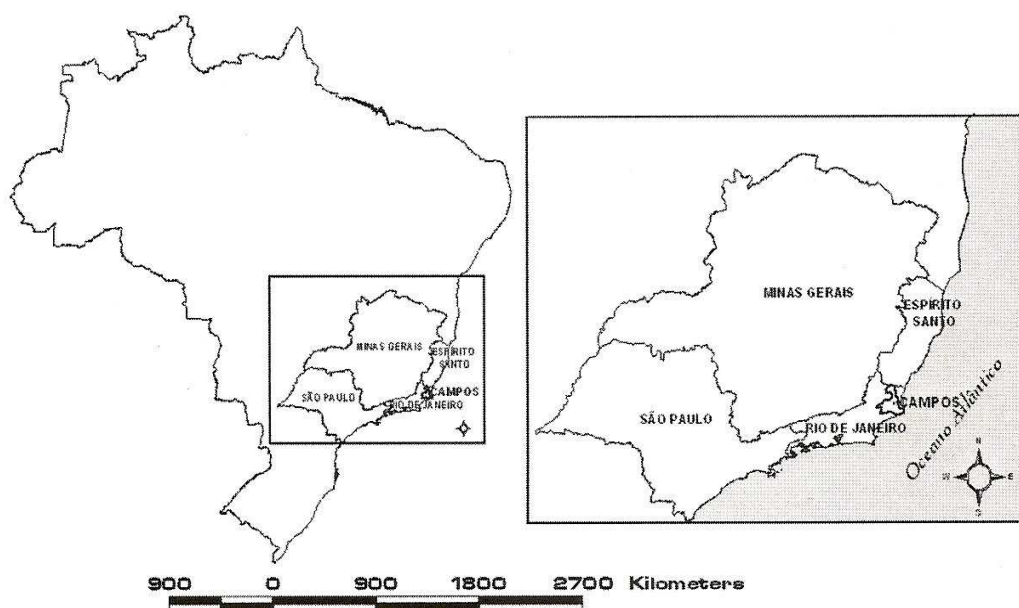 MINAS GERAIS
ESPIRITO
SANTO
CAMPOS
SÃO PAULO
RIO DE JANEIRO
MINAS GERAIS
ESPIRITO
SANTO
CAMPOS
SÃO PAULO
RIO DE JANEIRO
Oceano Atlântico
N
W E
S
900 0 900 1800 2700 Kilometers